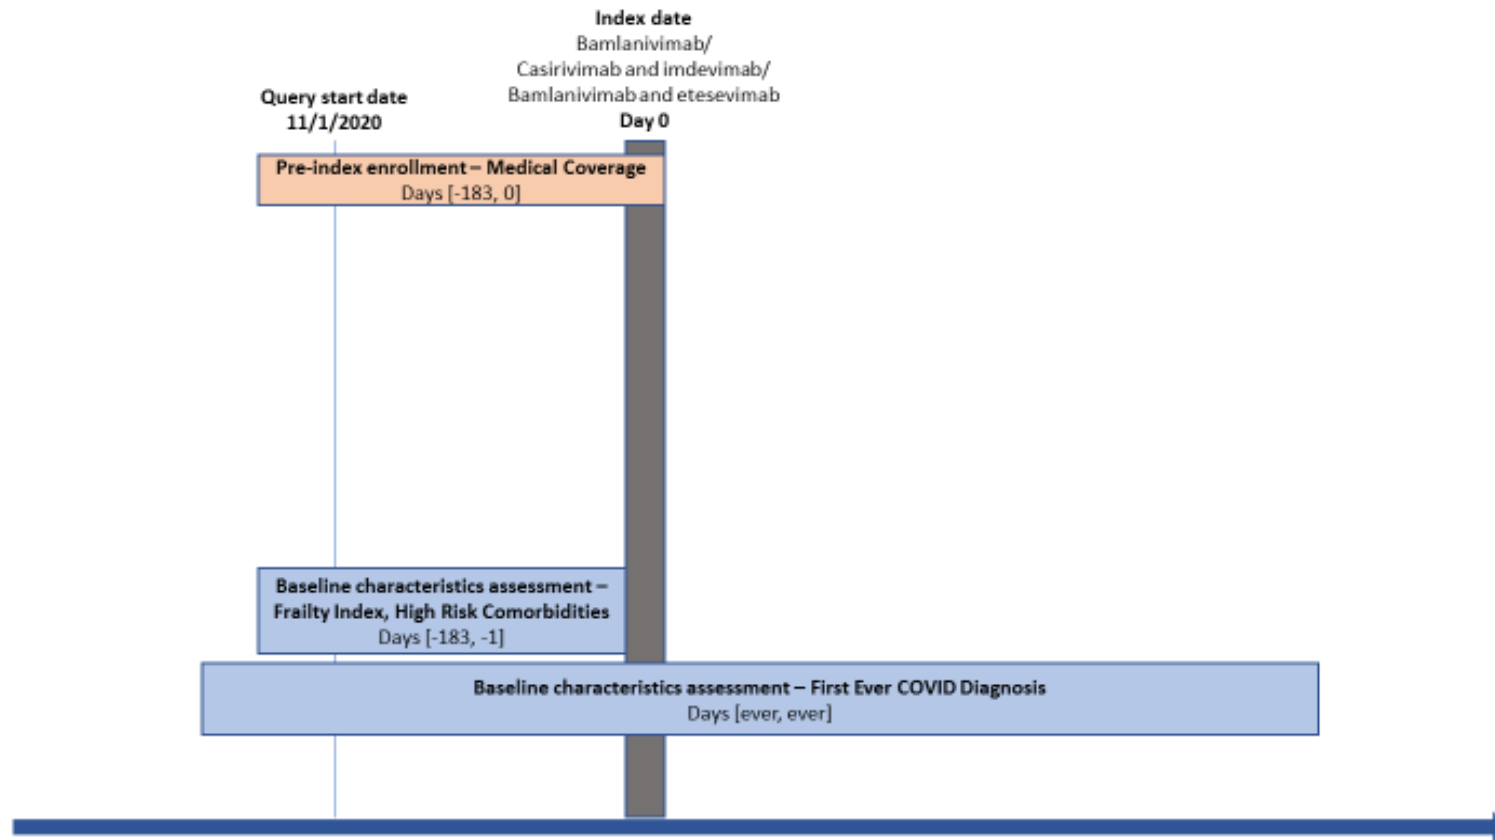 Index date
Bamlanivimab/
Casirivimab and imdevimab/
Bamlanivimab and etesevimab
Day 0
Query start date
11/1/2020
Pre-index enrollment – Medical Coverage
Days [-183, 0]
Baseline characteristics assessment –
Frailty Index, High Risk Comorbidities
Days [-183, -1]
Baseline characteristics assessment – First Ever COVID Diagnosis
Days [ever, ever]